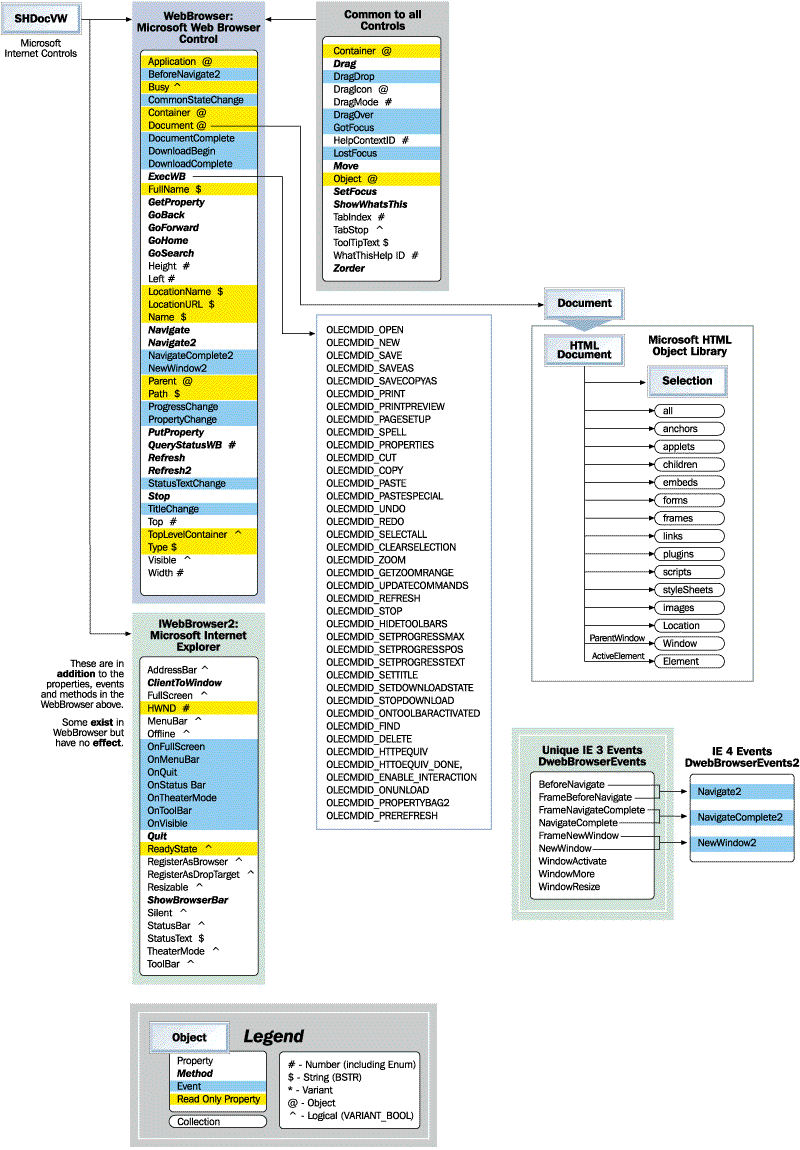 SHDocVW
Microsoft
Internet Controls
WebBrowser:
Microsoft Web Browser
Control
Application @
BeforeNavigate2
Busy ^
CommonStateChange
Container @
Document @
DocumentComplete
DownloadBegin
DownloadComplete
ExecWB
FullName $
GetProperty
GoBack
GoForward
GoHome
GoSearch
Height #
Left #
LocationName $
LocationURL $
Name $
Navigate
Navigate2
NavigateComplete2
NewWindow2
Parent @
Path $
ProgressChange
PropertyChange
PutProperty
QueryStatusWB #
Refresh
Refresh2
StatusTextChange
Stop
TitleChange
Top #
TopLevelContainer ^
Type $
Visible ^
Width #
Common to all
Controls
Container @
Drag
DragDrop
DragIcon @
DragMode #
DragOver
GotFocus
HelpContextID #
LostFocus
Move
Object @
SetFocus
ShowWhatsThis
TabIndex #
TabStop ^
ToolTipText $
WhatThisHelp ID #
Zorder
OLECMDID_OPEN
OLECMDID_NEW
OLECMDID_SAVE
OLECMDID_SAVEAS
OLECMDID_SAVECOPYAS
OLECMDID_PRINT
OLECMDID_PRINTPREVIEW
OLECMDID_PAGESETUP
OLECMDID_SPELL
OLECMDID_PROPERTIES
OLECMDID_CUT
OLECMDID_COPY
OLECMDID_PASTE
OLECMDID_PASTESPECIAL
OLECMDID_UNDO
OLECMDID_REDO
OLECMDID_SELECTALL
OLECMDID_CLEARSELECTION
OLECMDID_ZOOM
OLECMDID_GETZOOMRANGE
OLECMDID_UPDATECOMMANDS
OLECMDID_REFRESH
OLECMDID_STOP
OLECMDID_HIDETOOLBARS
OLECMDID_SETPROGRESSMAX
OLECMDID_SETPROGRESSPOS
OLECMDID_SETPROGRESSTEXT
OLECMDID_SETTITLE
OLECMDID_SETDOWNLOADSTATE
OLECMDID_STOPDOWNLOAD
OLECMDID_ONTOOLBARACTIVATED
OLECMDID_FIND
OLECMDID_DELETE
OLECMDID_HTTPEQUIV
OLECMDID_HTTOEQUIV_DONE,
OLECMDID_ENABLE_INTERACTION
OLECMDID_ONUNLOAD
OLECMDID_PROPERTYBAG2
OLECMDID_PREREFRESH
Document
HTML
Document
Microsoft HTML
Object Library
Selection
all
anchors
applets
children
embeds
forms
frames
links
plugins
scripts
styleSheets
images
Location
ParentWindow
Window
ActiveElement
Element
These are in
addition to the
properties, events
and methods in the
WebBrowser above.
Some exist in
WebBrowser but
have no effect.
IWebBrowser2:
Microsoft Internet
Explorer
AddressBar ^
ClientToWindow
FullScreen ^
HWND #
MenuBar ^
Offline ^
OnFullScreen
OnMenuBar
OnQuit
OnStatus Bar
OnTheaterMode
OnToolBar
OnVisible
Quit
ReadyState ^
RegisterAsBrowser ^
RegisterAsDropTarget ^
Resizable ^
ShowBrowserBar
Silent ^
StatusBar ^
StatusText $
TheaterMode ^
ToolBar ^
Unique IE 3 Events
DwebBrowserEvents
BeforeNavigate
FrameBeforeNavigate
FrameNavigateComplete
NavigateComplete
FrameNewWindow
NewWindow
WindowActivate
WindowMore
WindowResize
IE 4 Events
DwebBrowserEvents2
Navigate2
NavigateComplete2
NewWindow2
Legend
Object
Property
Method
Event
Read Only Property
Collection
# - Number (including Enum)
$ - String (BSTR)
* - Variant
@ - Object
^ - Logical (VARIANT_BOOL)